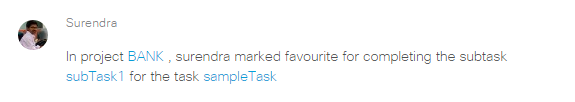 Surendra
In project BANK , surendra marked favourite for completing the subtask
subTask1 for the task sampleTask